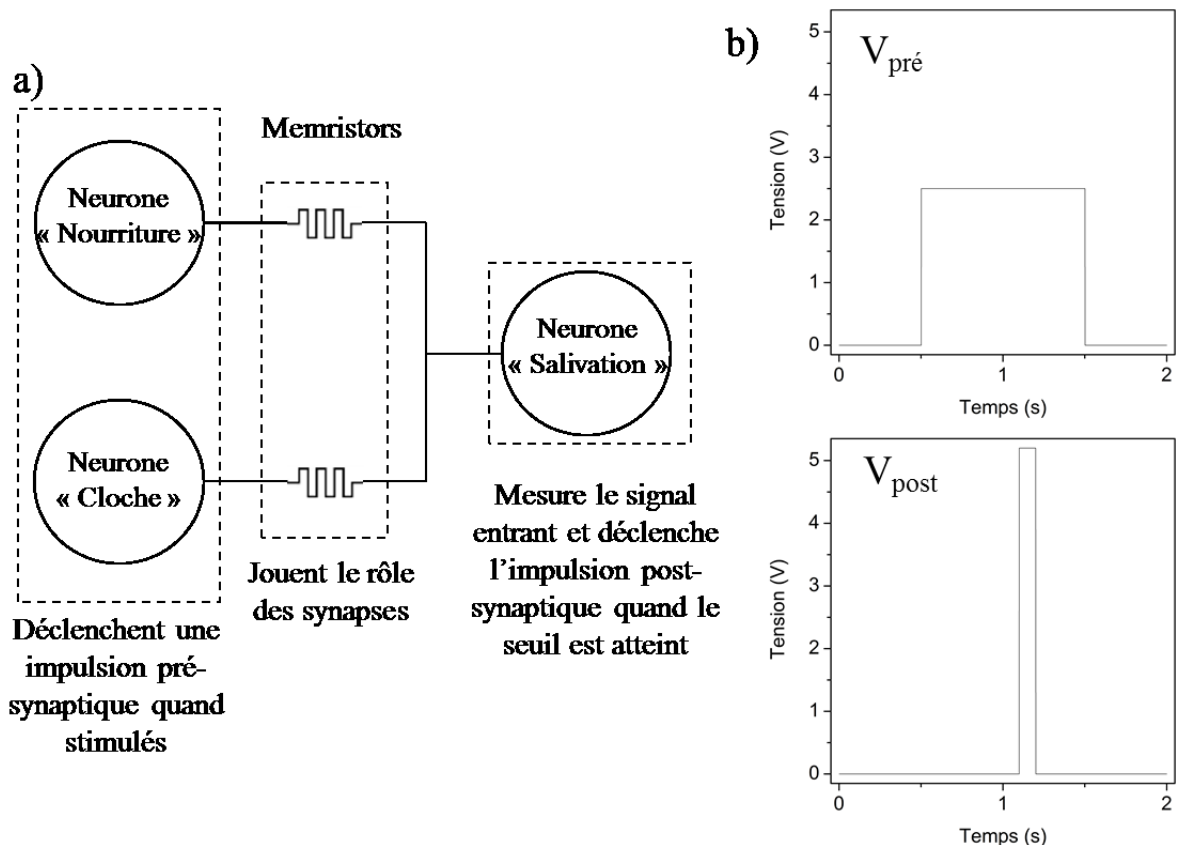 a)
Neurone
« Nourriture »
Neurone
« Cloche »
Déclenchent une
impulsion pré-
synaptique quand
stimulés
Memristors
Jouent le rôle
des synapses
Neurone
« Salivation »
Mesure le signal
entrant et déclenche
l'impulsion post-
synaptique quand le
seuil est atteint
b)
Vpré
Tension (V)
5
4
3
2
1
0
0
1
2
Temps (s)
Vpost
Tension (V)
5
4
3
2
1
0
0
1
2
Temps (s)